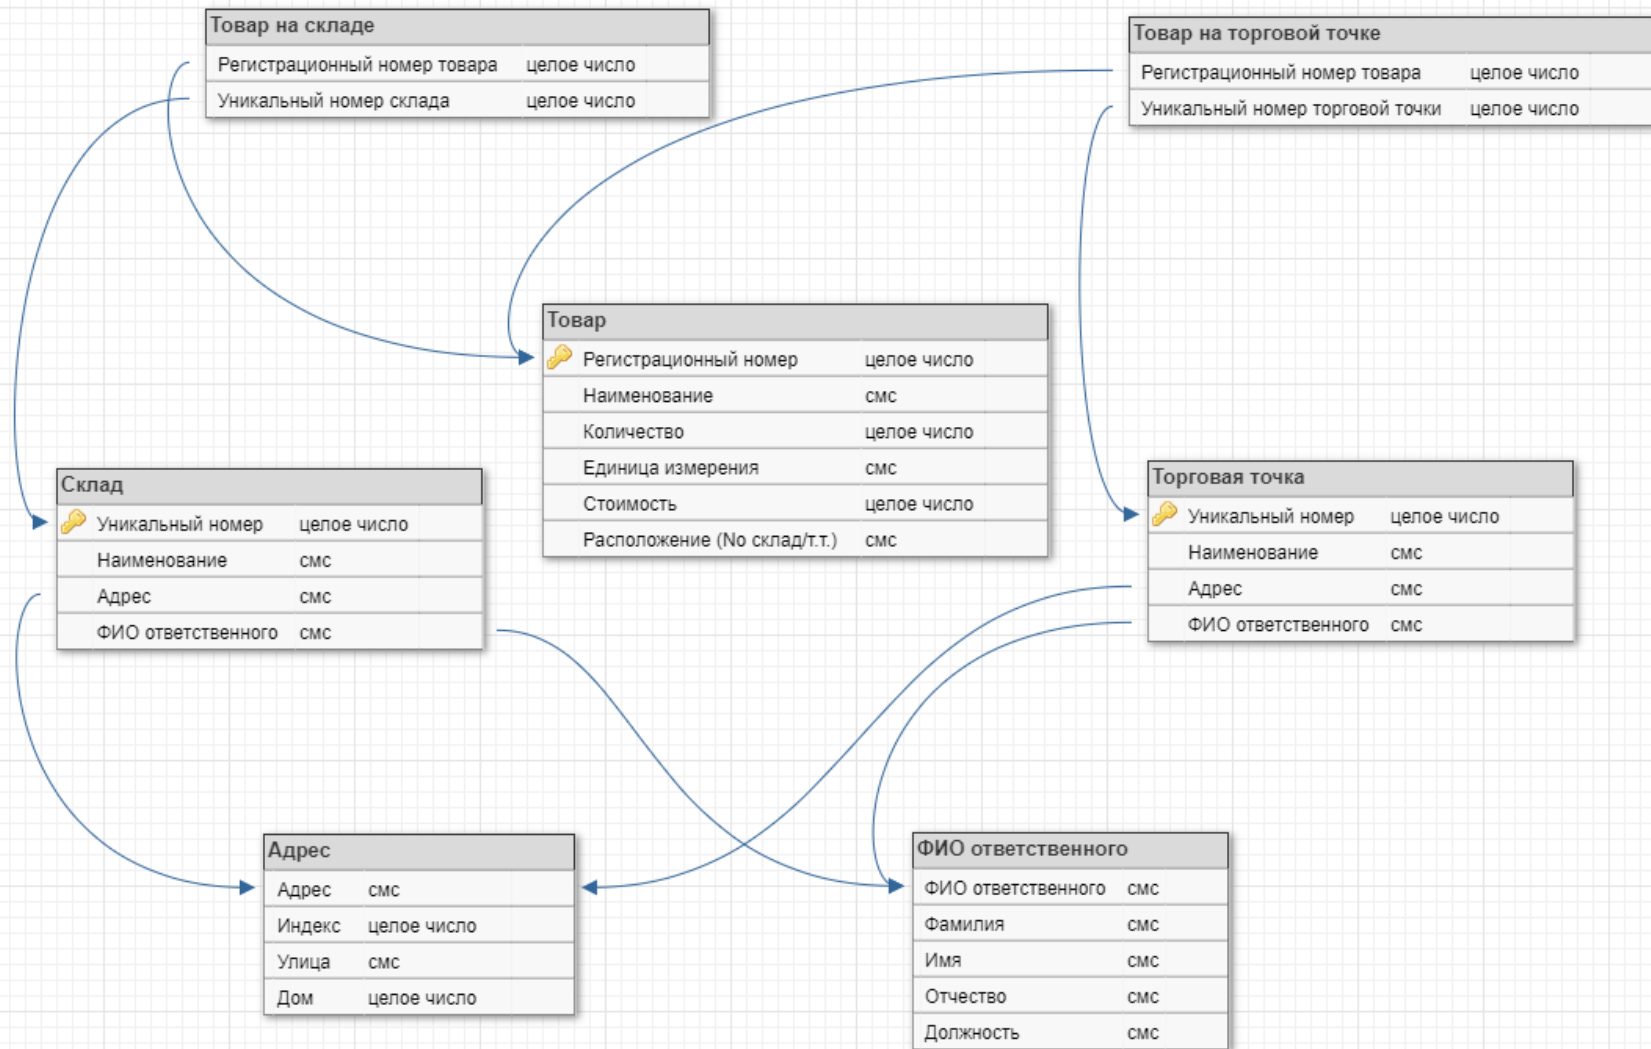 Товар на складе
Регистрационный номер товара целое число
Уникальный номер склада целое число
Товар на торговой точке
Регистрационный номер товара целое число
Уникальный номер торговой точки целое число
Товар
Регистрационный номер целое число
Наименование смс
Количество целое число
Единица измерения смс
Стоимость целое число
Расположение (No склад/т.т.) смс
Склад
Уникальный номер целое число
Наименование смс
Адрес смс
ФИО ответственного смс
Торговая точка
Уникальный номер целое число
Наименование смс
Адрес смс
ФИО ответственного смс
Адрес
Адрес смс
Индекс целое число
Улица смс
Дом целое число
ФИО ответственного
ФИО ответственного смс
Фамилия смс
Имя смс
Отчество смс
Должность смс